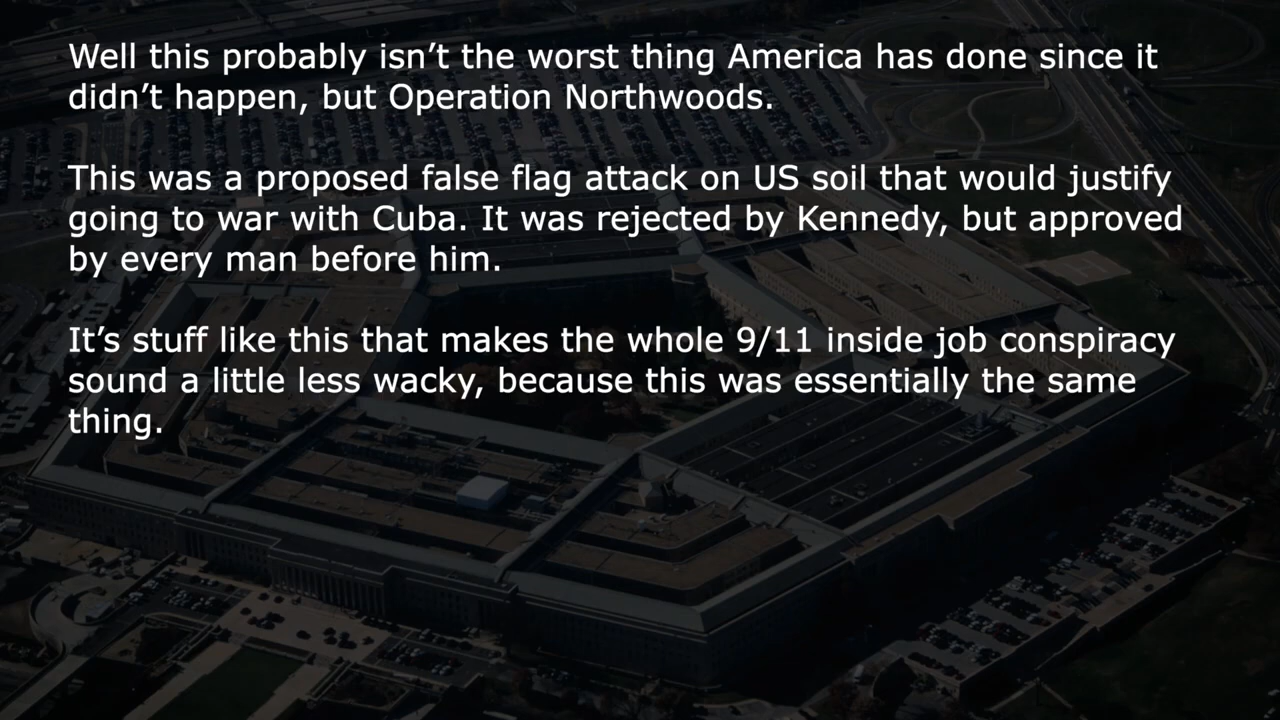 Well this probably isn’t the worst thing America has done since it
didn’t happen, but Operation Northwoods.
This was a proposed false flag attack on US soil that would justify
going to war with Cuba. It was rejected by Kennedy, but approved
by every man before him.
It’s stuff like this that makes the whole 9/11 inside job conspiracy
sound a little less wacky, because this was essentially the same
thing.